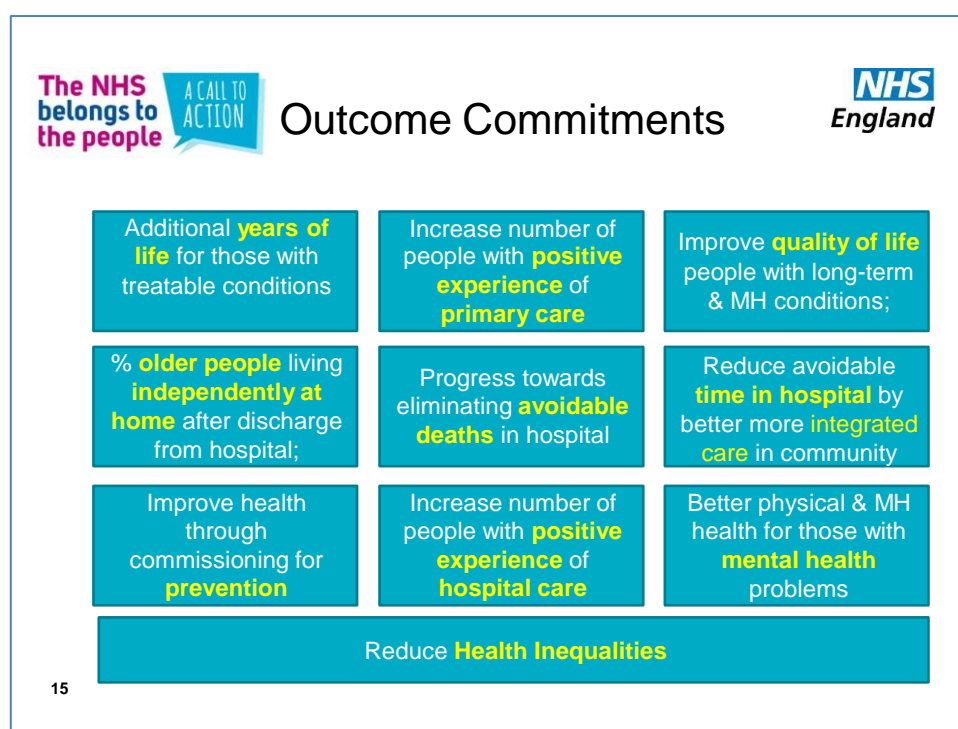 The NHS
belongs to
the people
A CALL TO
ACTION
Outcome Commitments
NHS
England
Additional years of
life for those with
treatable conditions
Increase number of
people with positive
experience of
primary care
Improve quality of life
people with long-term
& MH conditions;
% older people living
independently at
home after discharge
from hospital;
Progress towards
eliminating avoidable
deaths in hospital
Reduce avoidable
time in hospital by
better more integrated
care in community
Improve health
through
commissioning for
prevention
Increase number of
people with positive
experience of
hospital care
Better physical & MH
health for those with
mental health
problems
Reduce Health Inequalities
15